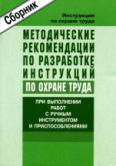 Сборник
Инструкции
по охране труда
МЕТОДИЧЕСКИЕ
РЕКОМЕНДАЦИИ
ПО РАЗРАБОТКЕ
ИНСТРУКЦИЙ
ПО ОХРАНЕ ТРУДА
ПРИ ВЫПОЛНЕНИИ
РАБОТ
С РУЧНЫМ
ИНСТРУМЕНТОМ
И ПРИСПОСОБЛЕНИЯМИ